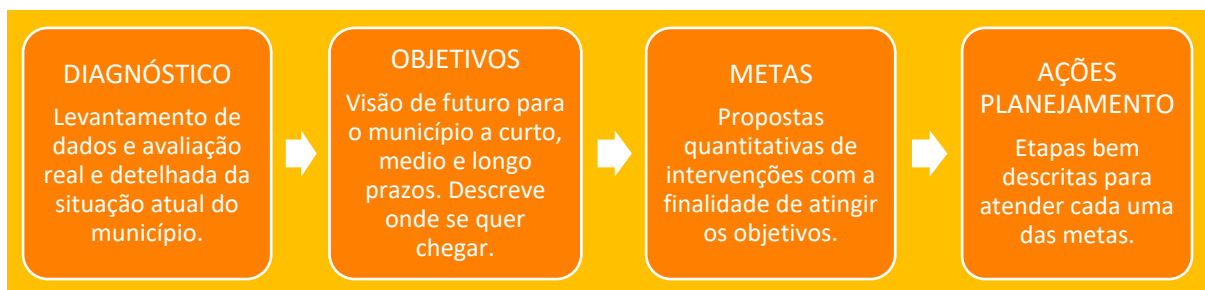 DIAGNÓSTICO
Levantamento de
dados e avaliação
real e detelhada da
situação atual do
município.
OBJETIVOS
Visão de futuro para
o município a curto,
medio e longo
prazos. Descreve
onde se quer
chegar.
METAS
Propostas
quantitativas de
intervenções com a
finalidade de atingir
os objetivos.
AÇÕES
PLANEJAMENTO
Etapas bem
descritas para
atender cada uma
das metas.